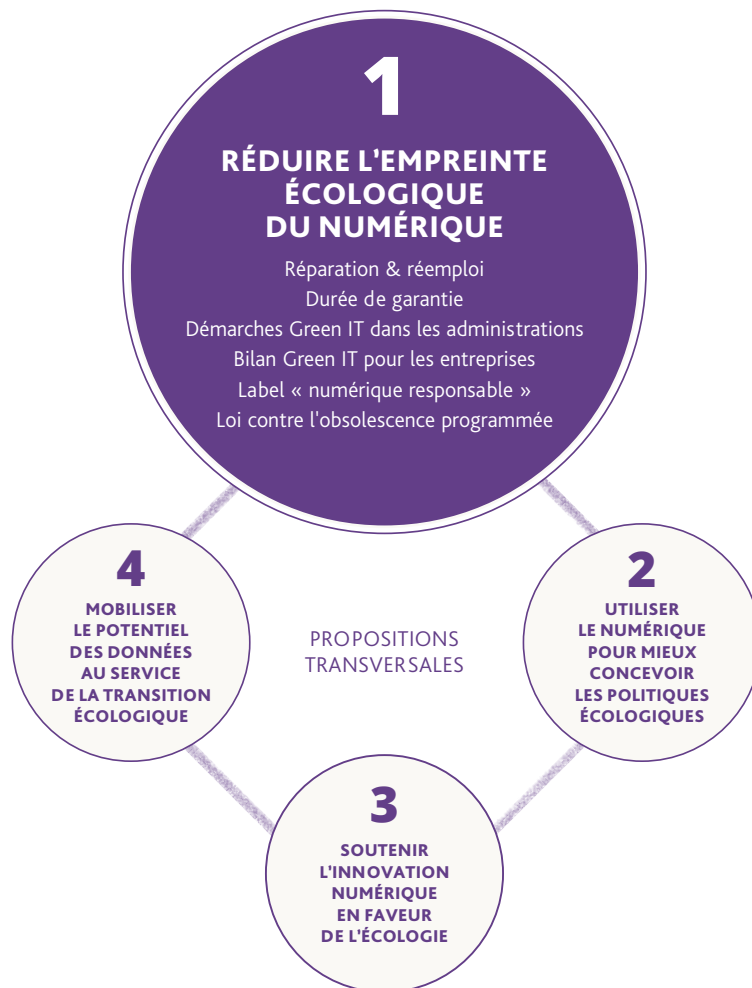 1
RÉDUIRE L'EMPREINTE
ÉCOLOGIQUE
DU NUMÉRIQUE
Réparation & réemploi
Durée de garantie
Démarches Green IT dans les administrations
Bilan Green IT pour les entreprises
Label « numérique responsable »
Loi contre l'obsolescence programmée
4
MOBILISER
LE POTENTIEL
DES DONNÉES
AU SERVICE
DE LA TRANSITION
ÉCOLOGIQUE
PROPOSITIONS
TRANSVERSALES
2
UTILISER
LE NUMÉRIQUE
POUR MIEUX
CONCEVOIR
LES POLITIQUES
ÉCOLOGIQUES
3
SOUTENIR
L'INNOVATION
NUMÉRIQUE
EN FAVEUR
DE L'ÉCOLOGIE